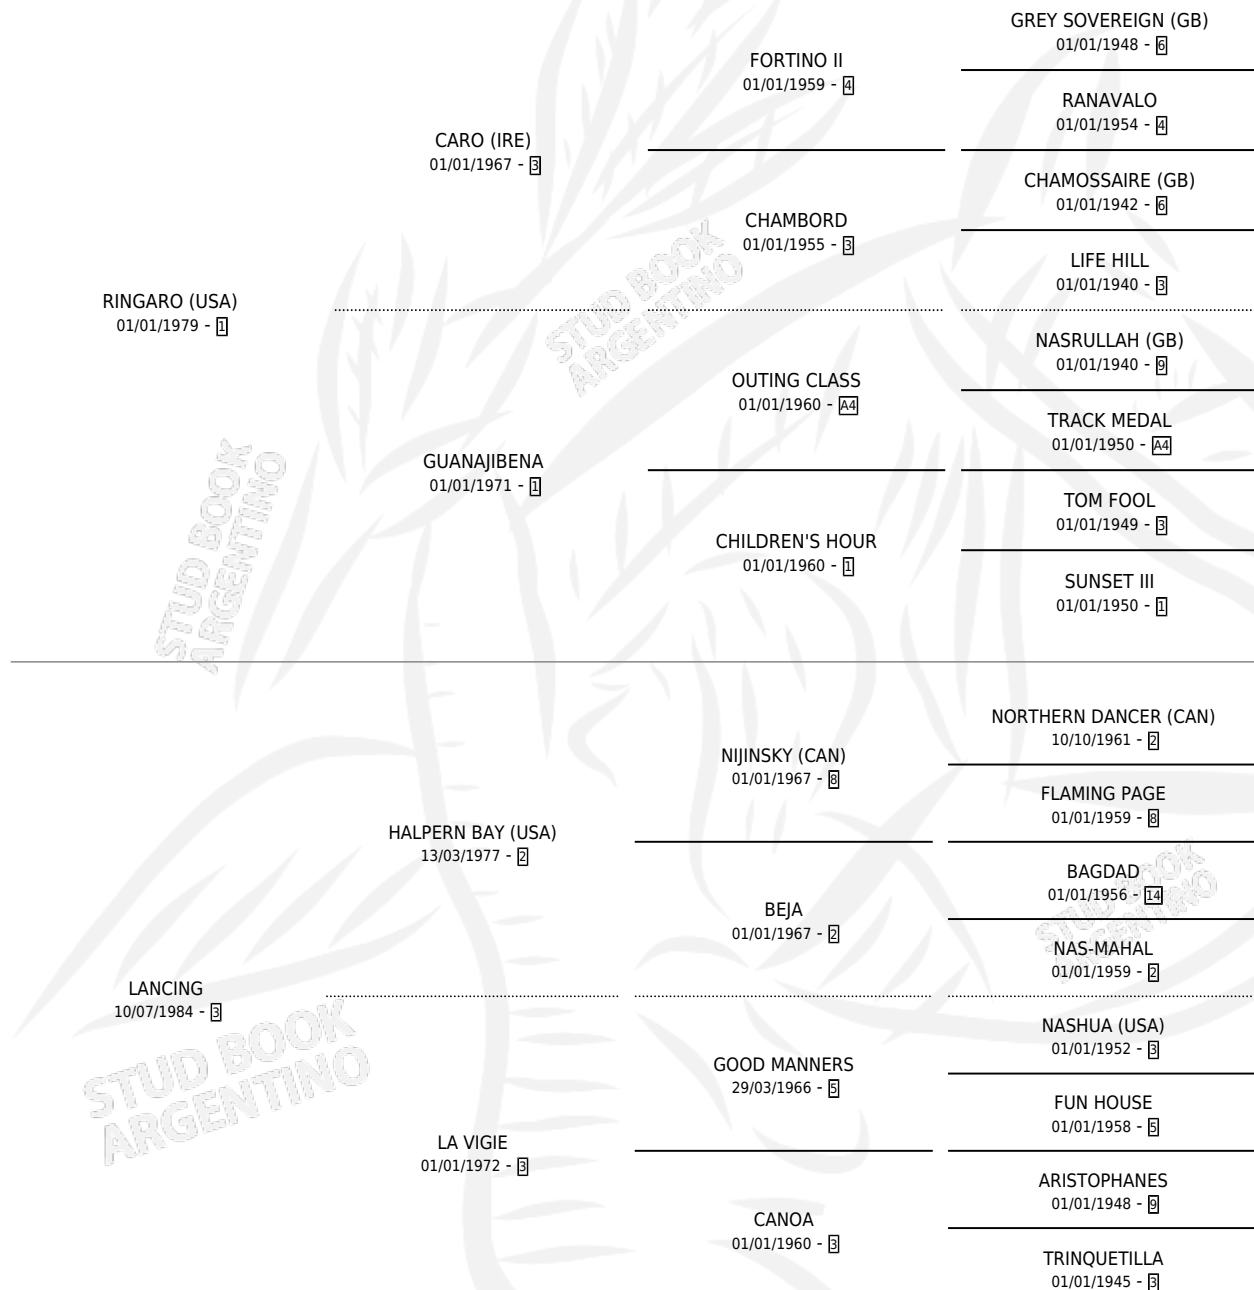 GREY SOVEREIGN (GB)
01/01/1948 - 6
FORTINO II
01/01/1959 - 4
RANAVALO
01/01/1954 - 4
CARO (IRE)
01/01/1967 - 3
CHAMOSSAIRE (GB)
01/01/1942 - 6
CHAMBORD
01/01/1955 - 3
LIFE HILL
01/01/1940 - 3
RINGARO (USA)
01/01/1979 - 1
STUD BOOK
ARGENTINO
NASRULLAH (GB)
01/01/1940 - 9
OUTING CLASS
01/01/1960 - A4
TRACK MEDAL
01/01/1950 - A4
GUANAJIBENA
01/01/1971 - 1
TOM FOOL
01/01/1949 - 3
CHILDREN'S HOUR
01/01/1960 - 1
SUNSET III
01/01/1950 - 1
STUD BOOK
ARGENTINO
NORTHERN DANCER (CAN)
10/10/1961 - 2
NIJINSKY (CAN)
01/01/1967 - 8
FLAMING PAGE
01/01/1959 - 8
HALPERN BAY (USA)
13/03/1977 - 2
BAGDAD
01/01/1956 - 14
BEJA
01/01/1967 - 2
STUD BOOK
ARGENTINO
NAS-MAHAL
01/01/1959 - 2
LANCING
10/07/1984 - 3
NASHUA (USA)
01/01/1952 - 3
GOOD MANNERS
29/03/1966 - 5
FUN HOUSE
01/01/1958 - 5
STUD BOOK
ARGENTINO
LA VIGIE
01/01/1972 - 3
ARISTOPHANES
01/01/1948 - 9
CANOA
01/01/1960 - 3
TRINQUETILLA
01/01/1945 - 3